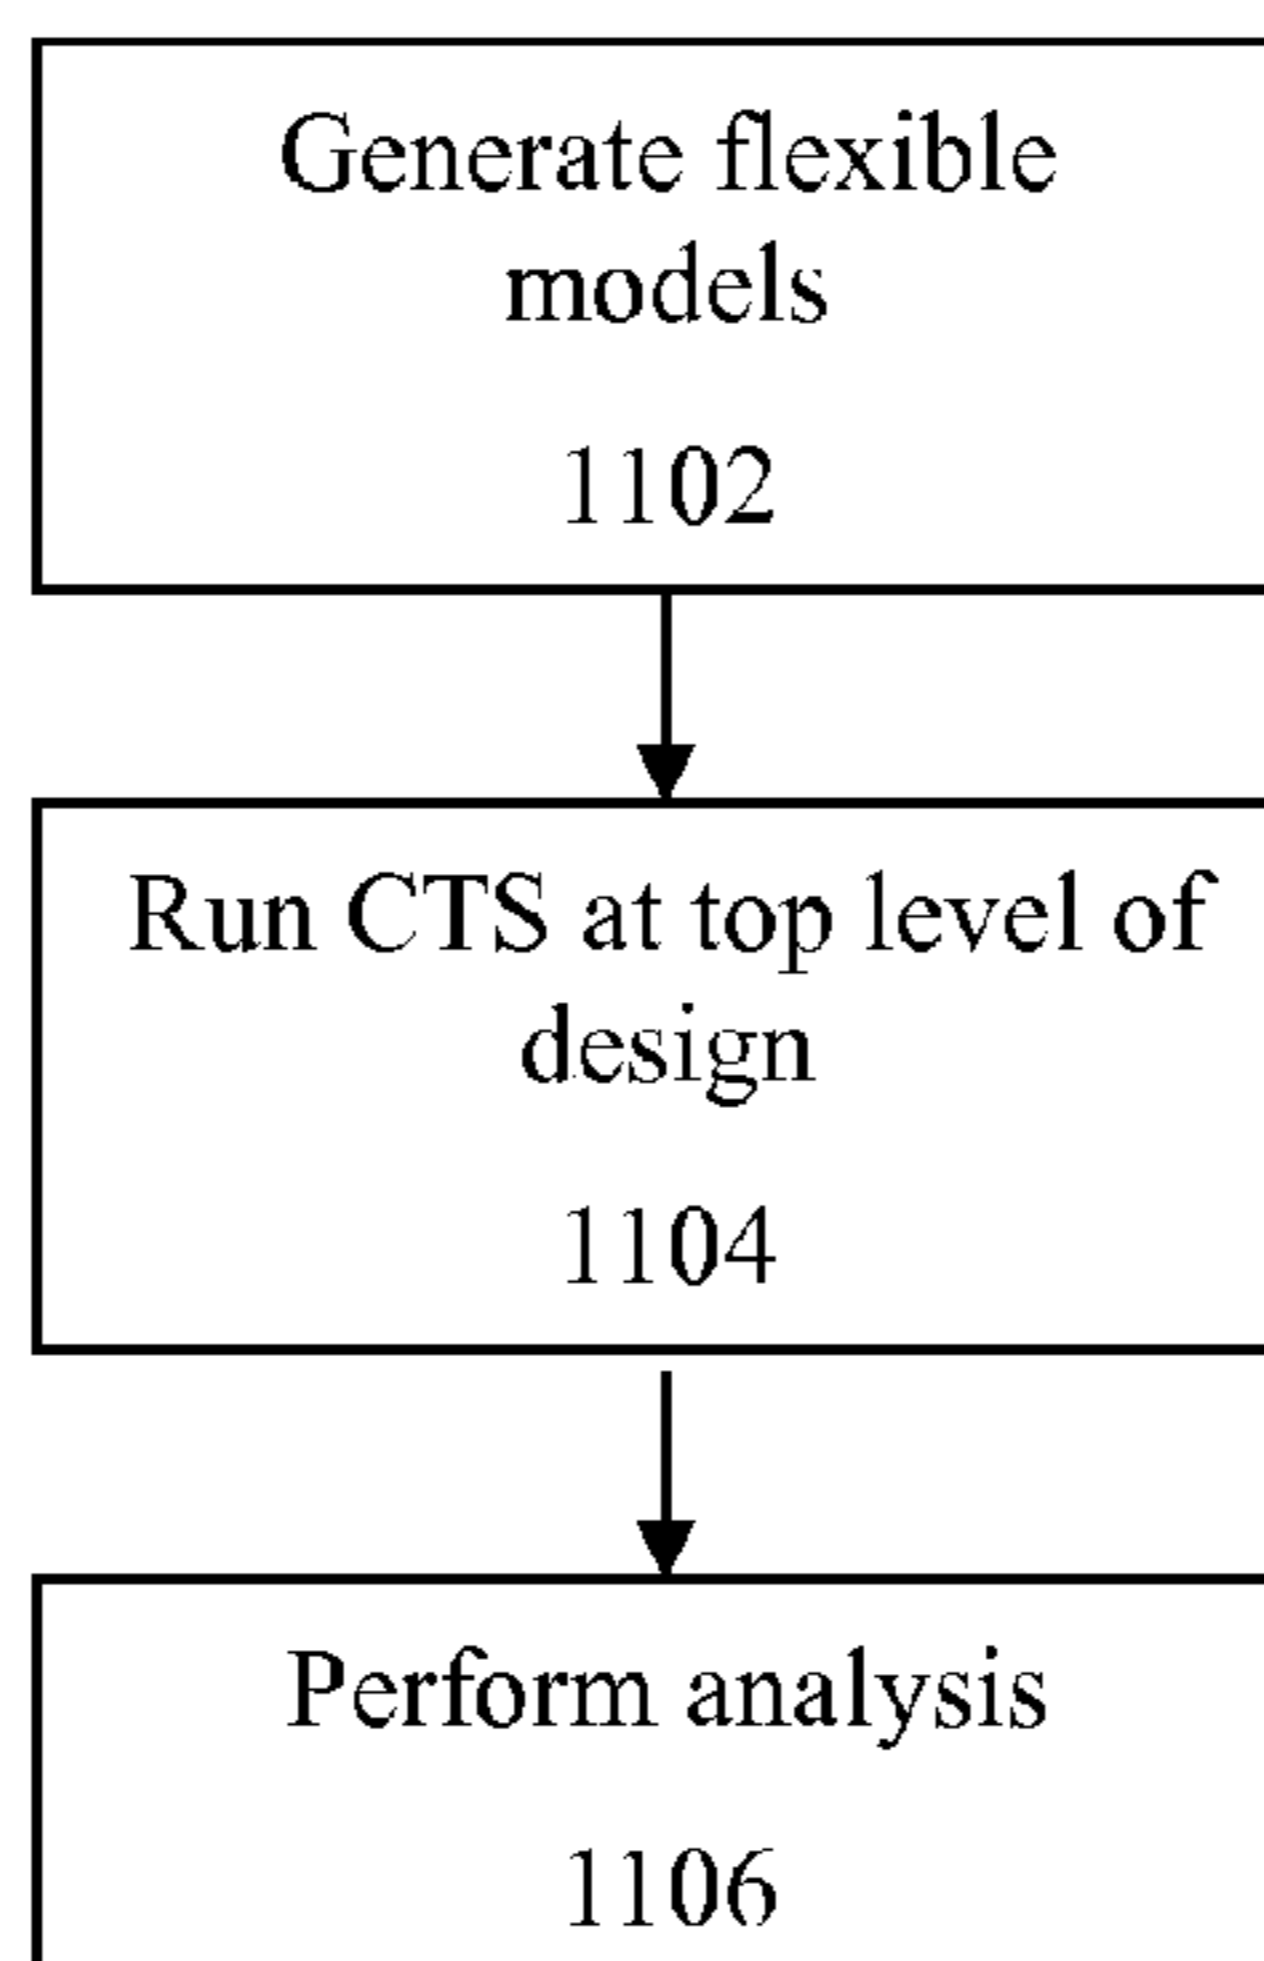 Generate flexible
models
1102
Run CTS at top level of
design
1104
Perform analysis
1106